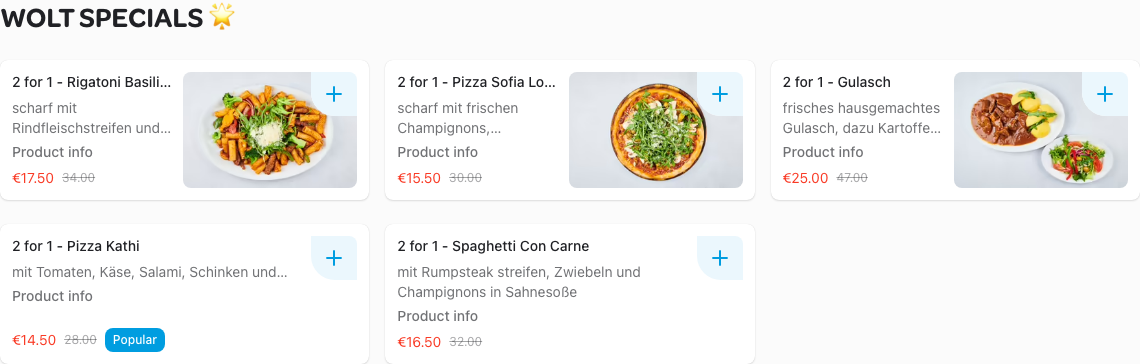 WOLT SPECIALS 🌟
2 for 1 - Rigatoni Basili...
scharf mit
Rindfleischstreifen und...
Product info
€17.50 34.00
2 for 1 - Pizza Sofia Lo...
scharf mit frischen
Champignons,...
Product info
€15.50 30.00
2 for 1 - Gulasch
frisches hausgemachtes
Gulasch, dazu Kartoffe...
Product info
€25.00 47.00
2 for 1 - Pizza Kathi
mit Tomaten, Käse, Salami, Schinken und...
Product info
€14.50 28.00 Popular
2 for 1 - Spaghetti Con Carne
mit Rumpsteak streifen, Zwiebeln und
Champignons in Sahnesoße
Product info
€16.50 32.00